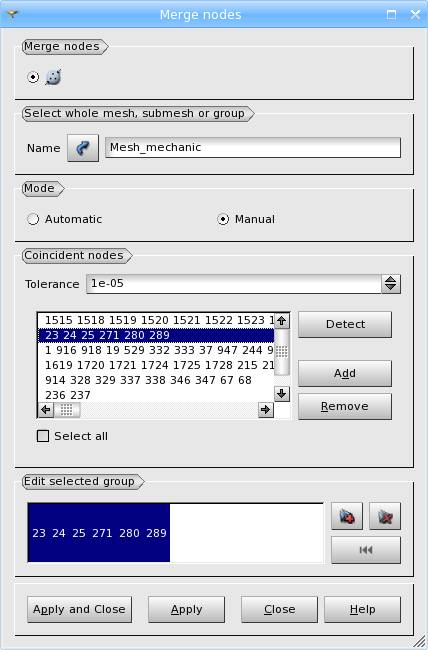 Merge nodes
Merge nodes
Select whole mesh, submesh or group
Name Mesh_mechanic
Mode
Automatic Manual
Coincident nodes
Tolerance 1e-05
1515 1518 1519 1520 1521 1522 1523 1
23 24 25 271 280 289
1 916 918 19 529 332 333 37 947 244 9
1619 1720 1721 1724 1725 1728 215 21
914 328 329 337 338 346 347 67 68
236 237
Detect
Add
Remove
Select all
Edit selected group
23 24 25 271 280 289
Apply and Close Apply Close Help